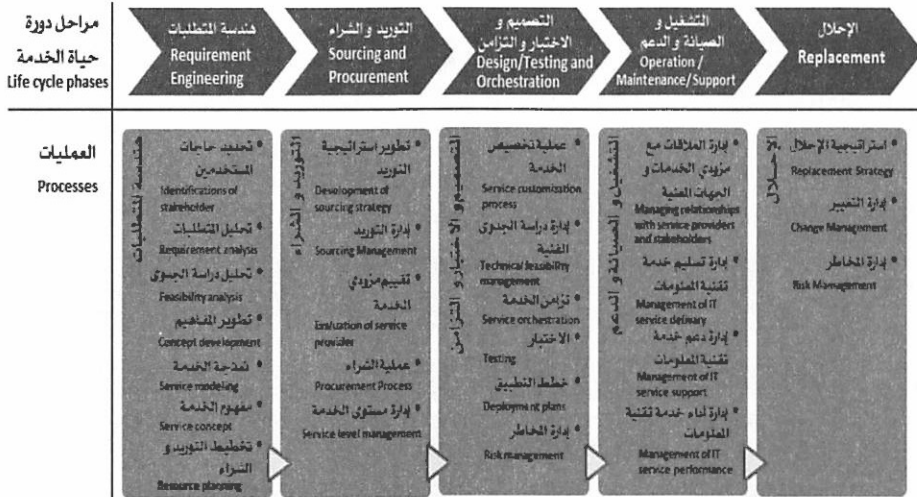 مراحل دورة
حياة الخدمة
Life cycle phases
هندسة المتطلبات
Requirement
Engineering
التوريد و الشراء
Sourcing and
Procurement
التصميم و
الاختبار والتزامن
Design/Testing and
Orchestration
التشغيل و
الصيانة و الدعم
Operation /
Maintenance/Support
الإحلال
Replacement
العمليات
Processes
هندسة المتطلبات
• تحديد حاجات
المستخدمين
Identifications of
stakeholder
• تحليل المتطلبات
Requirement analysis
• تحليل دراسة الجدوى
Feasibility analysis
• تطوير المفاهيم
Concept development
• نمذجة الخدمة
Service modeling
• مفهوم الخدمة
Service concept
• تخطيط التوريد و
الشراء
Resource planning
التوريد و الشراء
• تطوير استراتيجية
التوريد
Development of
sourcing strategy
• إدارة التوريد
Sourcing Management
• تقييم مزودي
الخدمة
Evaluation of service
provider
• عملية الشراء
Procurement Process
• إدارة مستوى الخدمة
Service level management
التصميم و الاختبار و التزامن
• عملية تخصيص
الخدمة
Service customization
process
• إدارة دراسة الجدوى
الفنية
Technical feasibility
management
• تزامن الخدمة
Service orchestration
• الاختبار
Testing
• خطط التطبيق
Deployment plans
• إدارة المخاطر
Risk management
التشغيل و الصيانة و الدعم
• إدارة العلاقات مع
مزودي الخدمات و
الجهات المعنية
Managing relationships
with service providers
and stakeholders
• إدارة تسليم خدمة
تقنية المعلومات
Management of IT
service delivery
• إدارة دعم خدمة
تقنية المعلومات
Management of IT
service support
• إدارة أداء خدمة تقنية
المعلومات
Management of IT
service performance
الإحلال
• استراتيجية الإحلال
Replacement Strategy
• إدارة التغيير
Change Management
• إدارة المخاطر
Risk Management